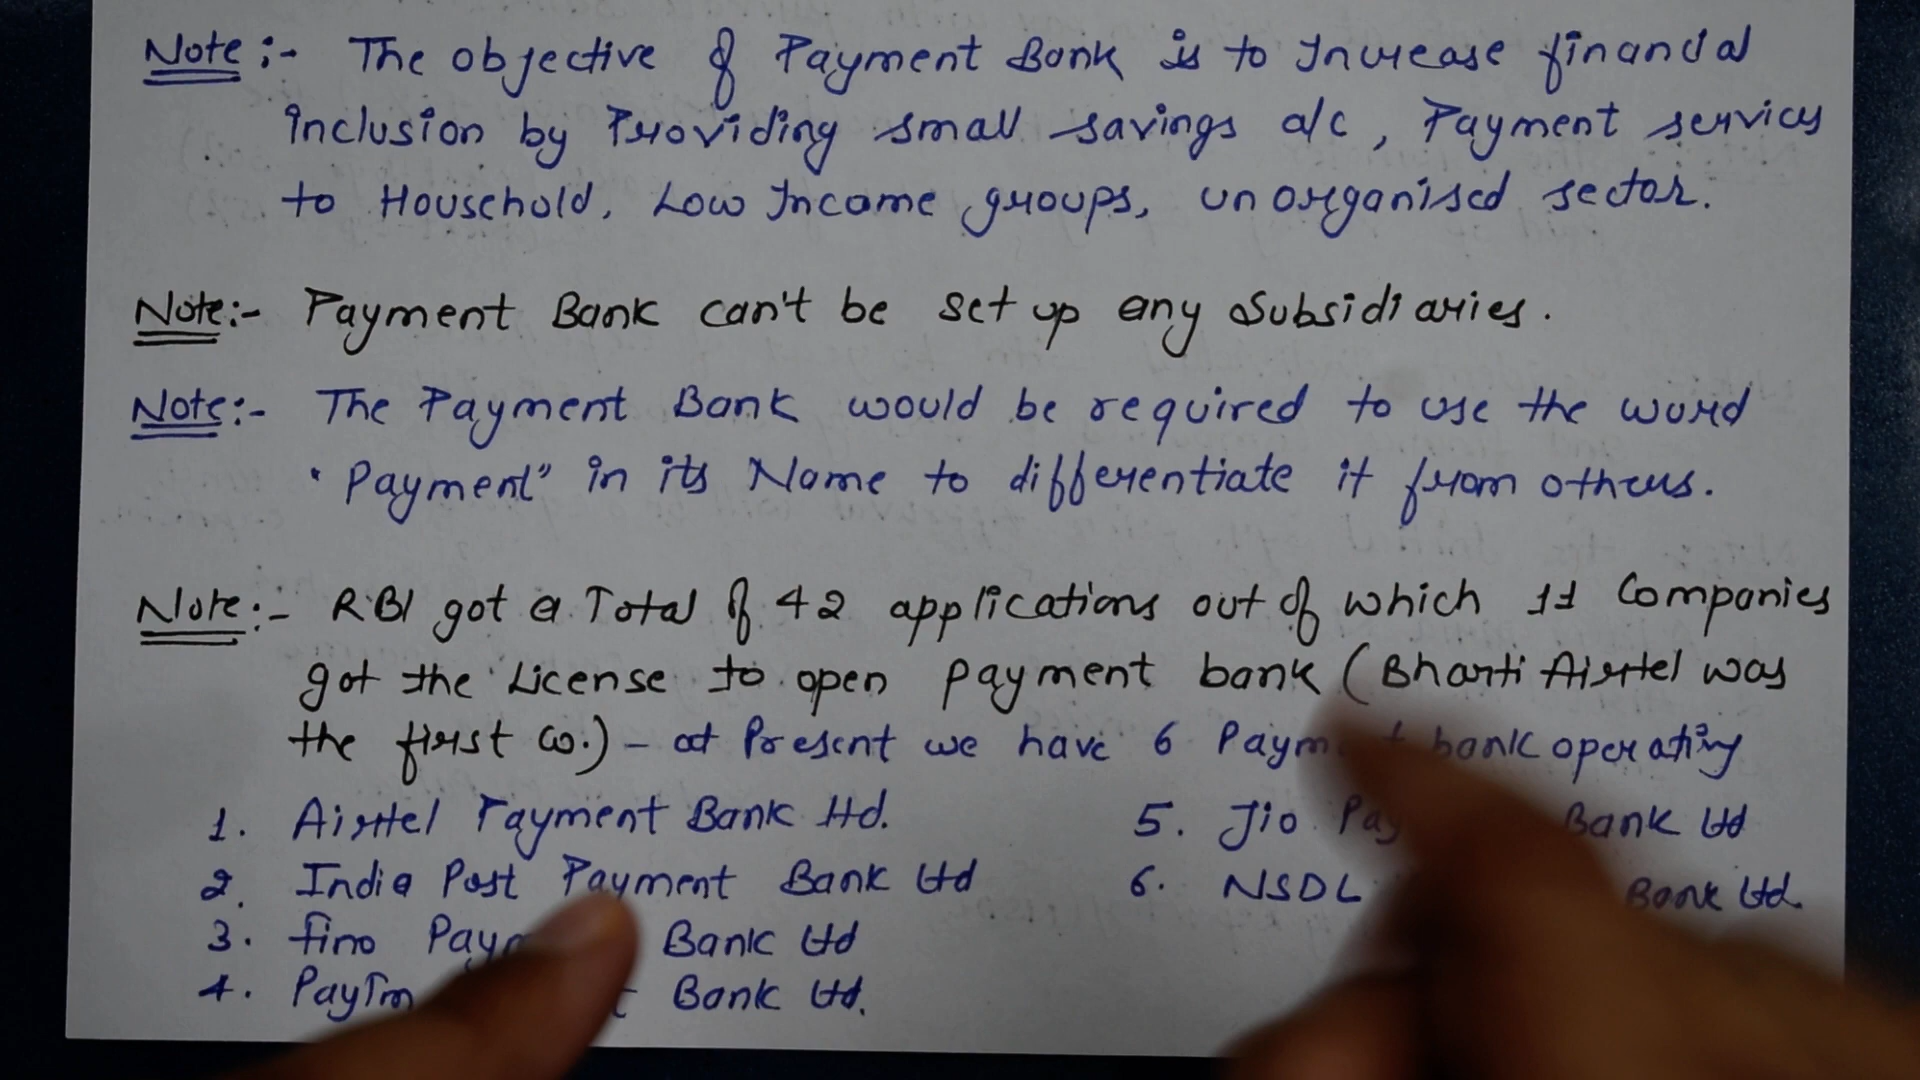 Note:- The objective of Payment Bank is to Increase financial
inclusion by Providing small savings a/c, Payment services
to Household, Low Income groups, unorganised sector.
Note:- Payment Bank can't be set up any Subsidiaries.
Note:- The Payment Bank would be required to use the word
"Payment" in its Name to differentiate it from others.
Note:- RBI got a Total of 42 applications out of which 11 Companies
got the License to open payment bank (Bharti Airtel was
the first co.) - at Present we have 6 bank operating
1. Airtel Payment Bank Ltd.
2. India Post Payment Bank Ltd
3. fino Bank Ltd
4. PayTm Bank Ltd.
5. Jio Bank Ltd
6. NSDL Bank Ltd.